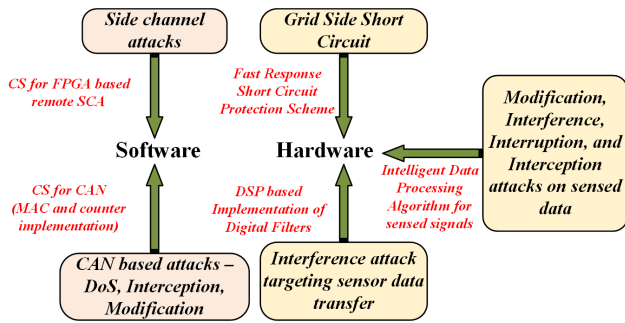 Side channel
attacks
Grid Side Short
Circuit
CS for FPGA based
remote SCA
Fast Response
Short Circuit
Protection Scheme
Modification,
Interference,
Interruption, and
Interception
attacks on sensed
data
Software
Hardware
CS for CAN
(MAC and counter
implementation)
DSP based
Implementation of
Digital Filters
Intelligent Data
Processing
Algorithm for
sensed signals
CAN based attacks –
DoS, Interception,
Modification
Interference attack
targeting sensor data
transfer